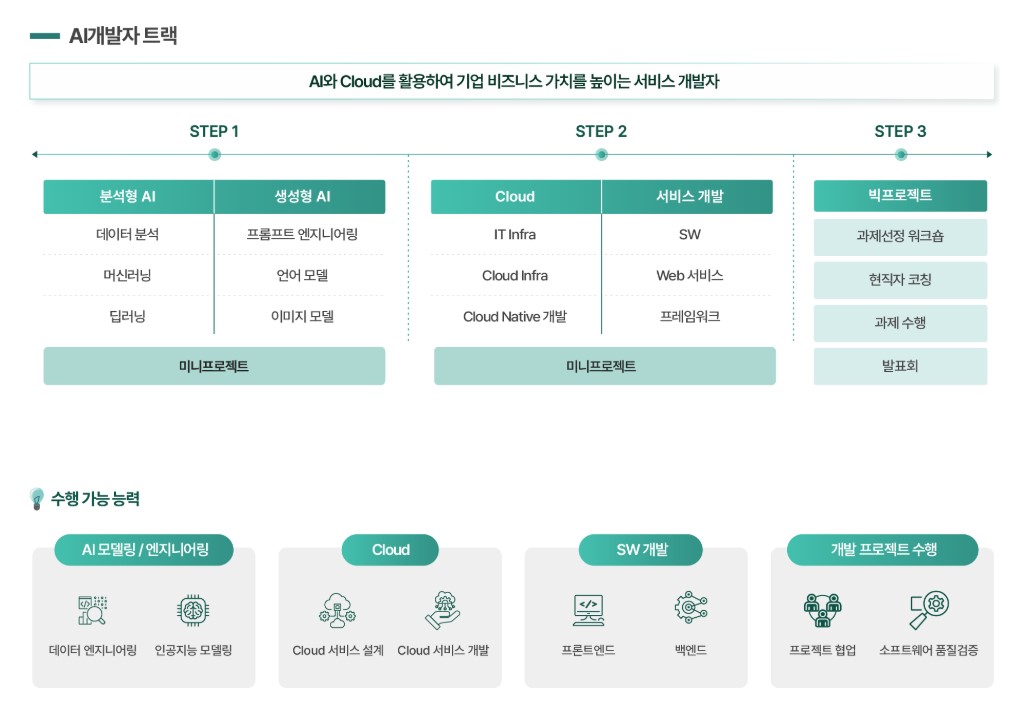 AI개발자 트랙
AI와 Cloud를 활용하여 기업 비즈니스 가치를 높이는 서비스 개발자
STEP 1
STEP 2
STEP 3
분석형 AI
생성형 AI
데이터 분석
프롬프트 엔지니어링
머신러닝
언어 모델
딥러닝
이미지 모델
미니프로젝트
Cloud
서비스 개발
IT Infra
SW
Cloud Infra
Web 서비스
Cloud Native 개발
프레임워크
미니프로젝트
빅프로젝트
과제선정 워크숍
현직자 코칭
과제 수행
발표회
수행 가능 능력
AI 모델링 / 엔지니어링
데이터 엔지니어링
인공지능 모델링
Cloud
Cloud 서비스 설계
Cloud 서비스 개발
SW 개발
프론트엔드
백엔드
개발 프로젝트 수행
프로젝트 협업
소프트웨어 품질검증